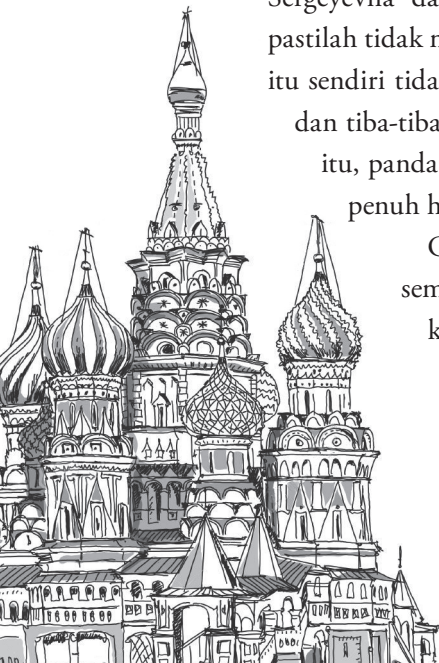 Sergeyevna da
pastilah tidak
itu sendiri tida
dan tiba-tiba
itu, panda
penuh h
sem
k